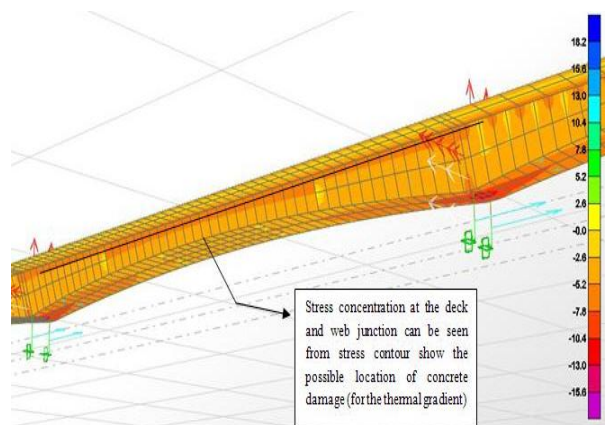 18.2
15.6
13.0
10.4
7.8
5.2
2.6
-0.0
-2.6
-5.2
-7.8
-10.4
-13.0
-15.6
Stress concentration at the deck
and web junction can be seen
from stress contour show the
possible location of concrete
damage (for the thermal gradient)